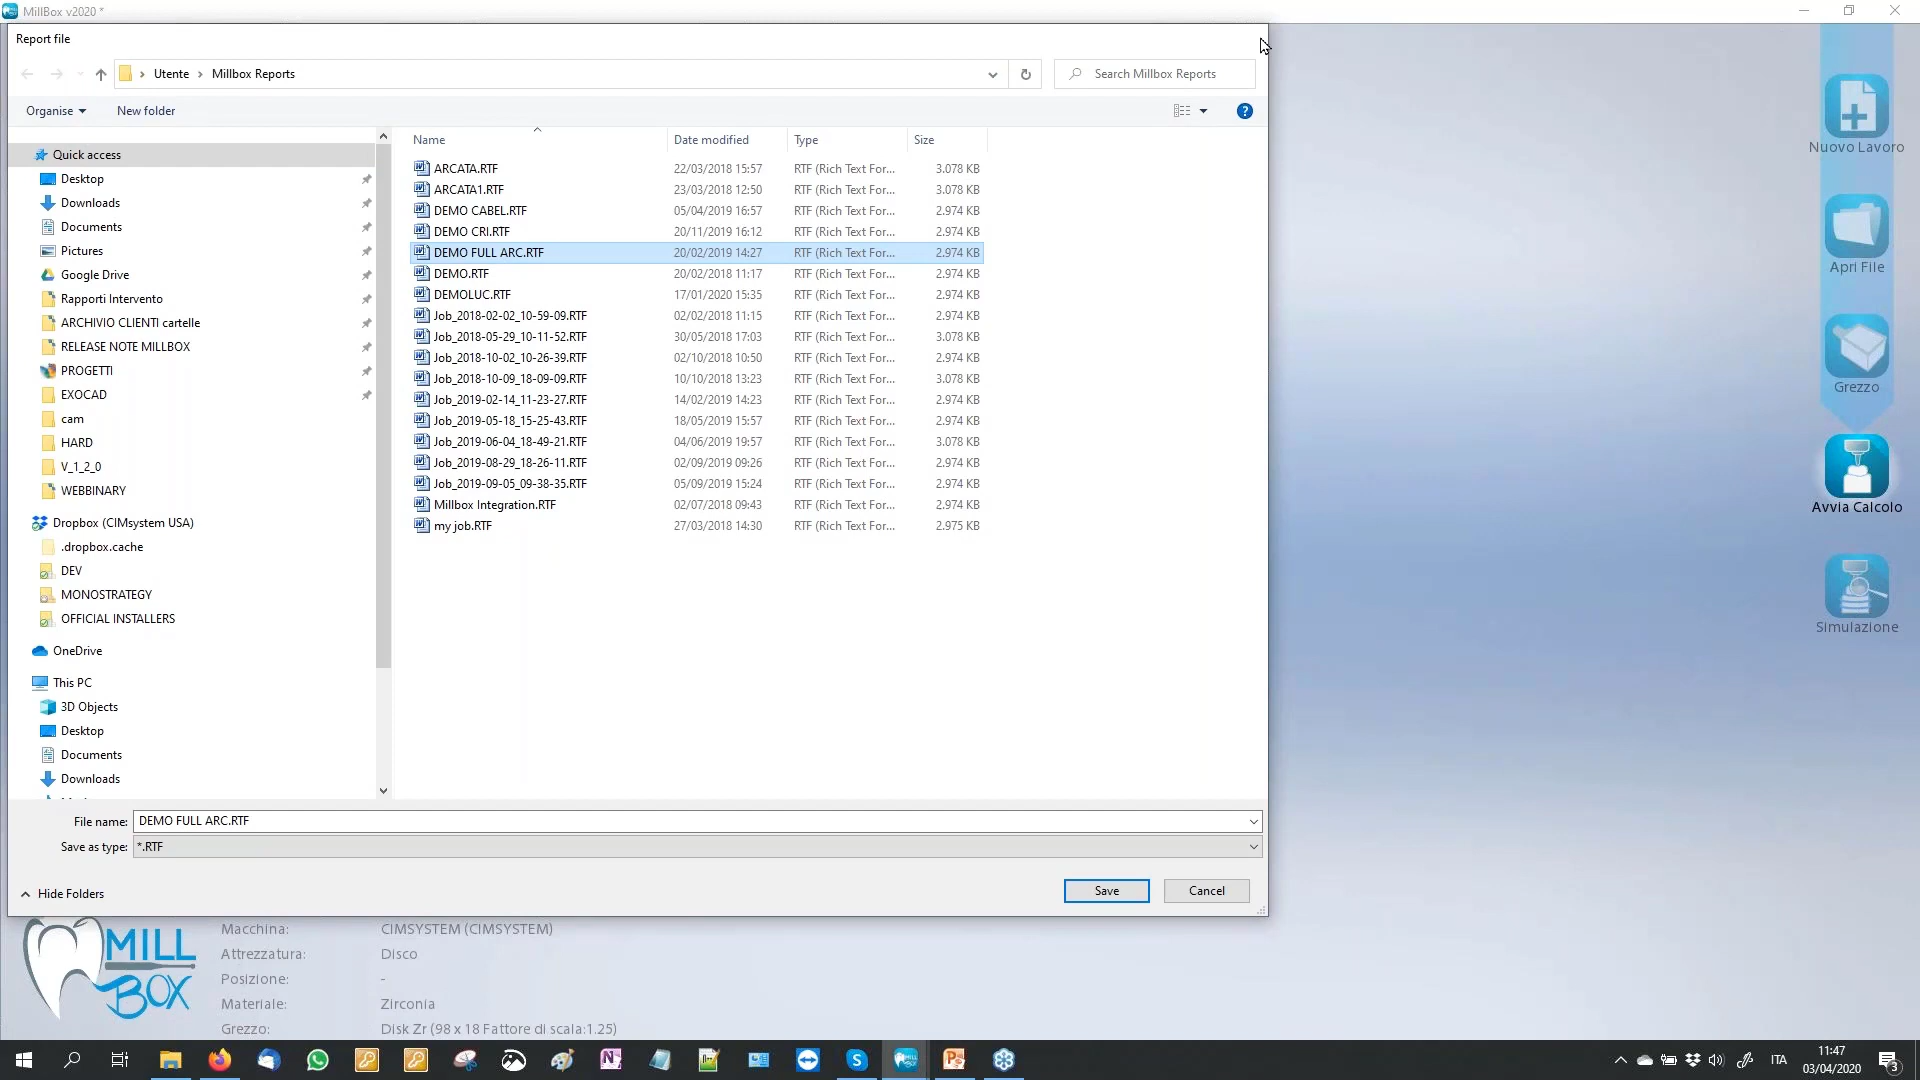 MillBox v2020 *
Report file
Utente > Millbox Reports
Search Millbox Reports
Organise
New folder
?
Name
Date modified
Type
Size
Quick access
Desktop
Downloads
Documents
Pictures
Google Drive
Rapporti Intervento
ARCHIVIO CLIENTI cartelle
RELEASE NOTE MILLBOX
PROGETTI
EXOCAD
cam
HARD
V_1_2_0
WEBBINARY
Dropbox (CIMsystem USA)
.dropbox.cache
DEV
MONOSTRATEGY
OFFICIAL INSTALLERS
OneDrive
This PC
3D Objects
Desktop
Documents
Downloads
ARCATA.RTF 22/03/2018 15:57 RTF (Rich Text For... 3.078 KB
ARCATA1.RTF 23/03/2018 12:50 RTF (Rich Text For... 3.078 KB
DEMO CABEL.RTF 05/04/2019 16:57 RTF (Rich Text For... 2.974 KB
DEMO CRI.RTF 20/11/2019 16:12 RTF (Rich Text For... 2.974 KB
DEMO FULL ARC.RTF 20/02/2019 14:27 RTF (Rich Text For... 2.974 KB
DEMO.RTF 20/02/2018 11:17 RTF (Rich Text For... 2.974 KB
DEMOLUC.RTF 17/01/2020 15:35 RTF (Rich Text For... 2.974 KB
Job_2018-02-02_10-59-09.RTF 02/02/2018 11:15 RTF (Rich Text For... 2.974 KB
Job_2018-05-29_10-11-52.RTF 30/05/2018 17:03 RTF (Rich Text For... 3.078 KB
Job_2018-10-02_10-26-39.RTF 02/10/2018 10:50 RTF (Rich Text For... 2.974 KB
Job_2018-10-09_18-09-09.RTF 10/10/2018 13:23 RTF (Rich Text For... 3.078 KB
Job_2019-02-14_11-23-27.RTF 14/02/2019 14:23 RTF (Rich Text For... 2.974 KB
Job_2019-05-18_15-25-43.RTF 18/05/2019 15:57 RTF (Rich Text For... 2.974 KB
Job_2019-06-04_18-49-21.RTF 04/06/2019 19:57 RTF (Rich Text For... 3.078 KB
Job_2019-08-29_18-26-11.RTF 02/09/2019 09:26 RTF (Rich Text For... 2.974 KB
Job_2019-09-05_09-38-35.RTF 05/09/2019 15:24 RTF (Rich Text For... 2.974 KB
Millbox Integration.RTF 02/07/2018 09:43 RTF (Rich Text For... 2.974 KB
my job.RTF 27/03/2018 14:30 RTF (Rich Text For... 2.975 KB
File name: DEMO FULL ARC.RTF
Save as type: *.RTF
Hide Folders
Save
Cancel
Nuovo Lavoro
Apri File
Grezzo
Avvia Calcolo
Simulazione
MILL
BOX
Macchina: CIMSYSTEM (CIMSYSTEM)
Attrezzatura: Disco
Posizione: -
Materiale: Zirconia
Grezzo: Disk Zr (98 x 18 Fattore di scala:1.25)
ITA
11:47
03/04/2020
3